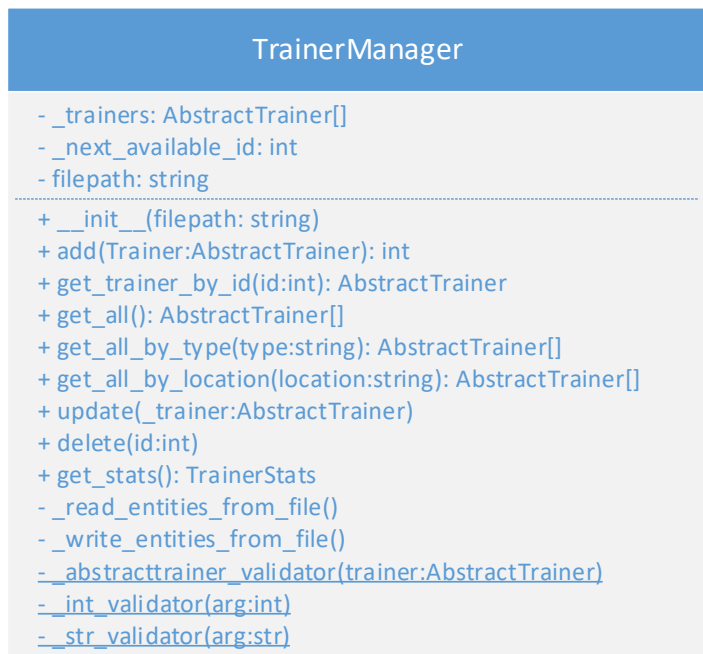 TrainerManager
- _trainers: AbstractTrainer[]
- _next_available_id: int
- filepath: string
+ __init__(filepath: string)
+ add(Trainer:AbstractTrainer): int
+ get_trainer_by_id(id:int): AbstractTrainer
+ get_all(): AbstractTrainer[]
+ get_all_by_type(type:string): AbstractTrainer[]
+ get_all_by_location(location:string): AbstractTrainer[]
+ update(_trainer:AbstractTrainer)
+ delete(id:int)
+ get_stats(): TrainerStats
- _read_entities_from_file()
- _write_entities_from_file()
- _abstracttrainer_validator(trainer:AbstractTrainer)
- _int_validator(arg:int)
- _str_validator(arg:str)